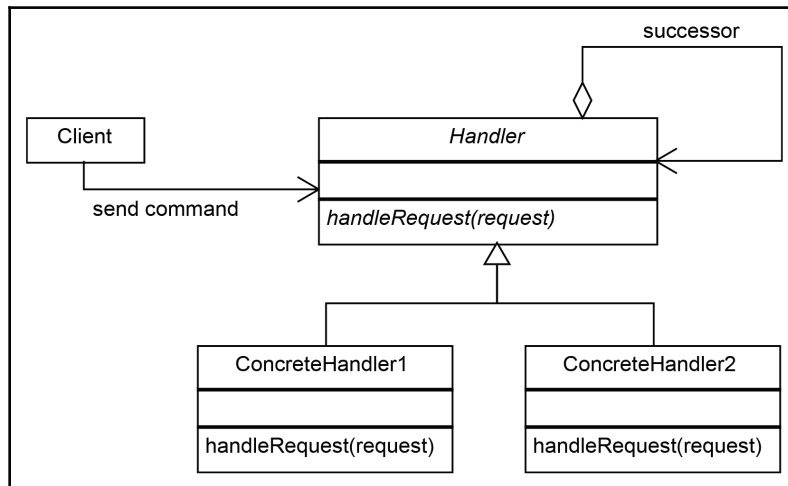 successor
Client
Handler
send command
handleRequest(request)
ConcreteHandler1
ConcreteHandler2
handleRequest(request)
handleRequest(request)